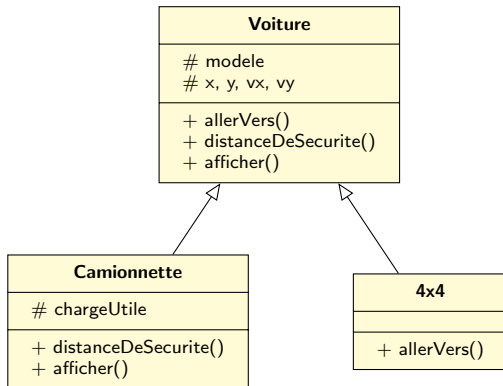 Voiture
# modele
# x, y, vx, vy
+ allerVers()
+ distanceDeSecurite()
+ afficher()
Camionnette
# chargeUtile
+ distanceDeSecurite()
+ afficher()
4x4
+ allerVers()